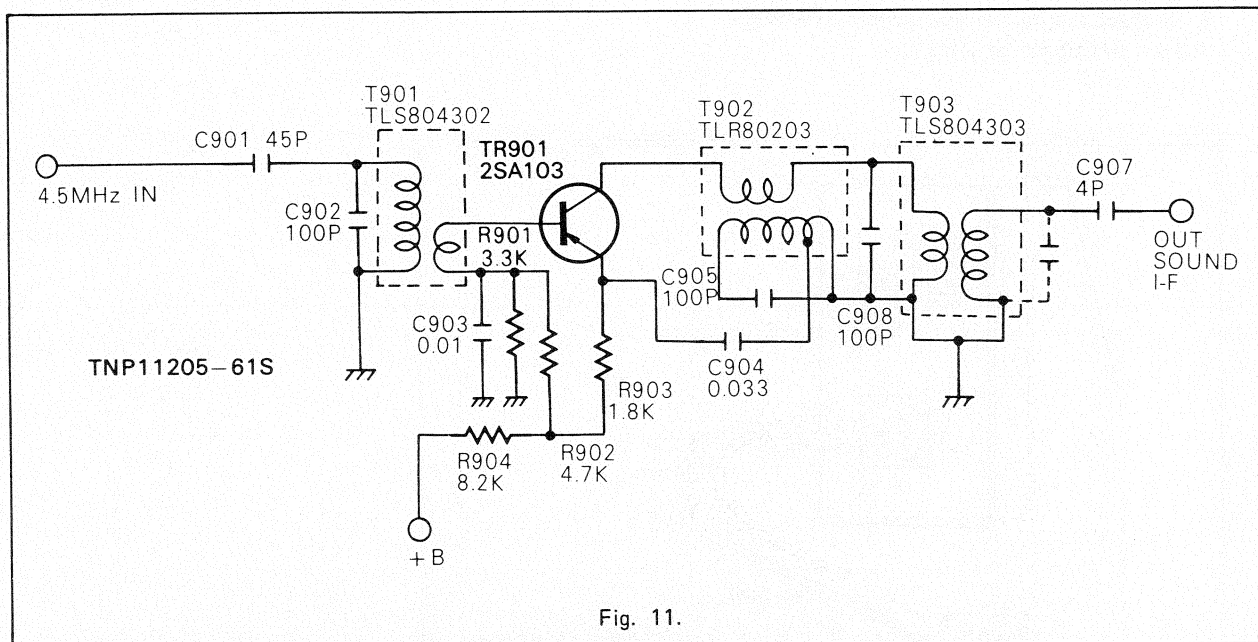 T901
TLS804302
C901 45P
4.5MHz IN
C902
100P
TR901
2SA103
R901
3.3K
C903
0.01
T902
TLR80203
T903
TLS804303
C907
4P
OUT
SOUND
I-F
C905
100P
C908
100P
C904
0.033
TNP11205-61S
R903
1.8K
R904
8.2K
R902
4.7K
+B
Fig. 11.